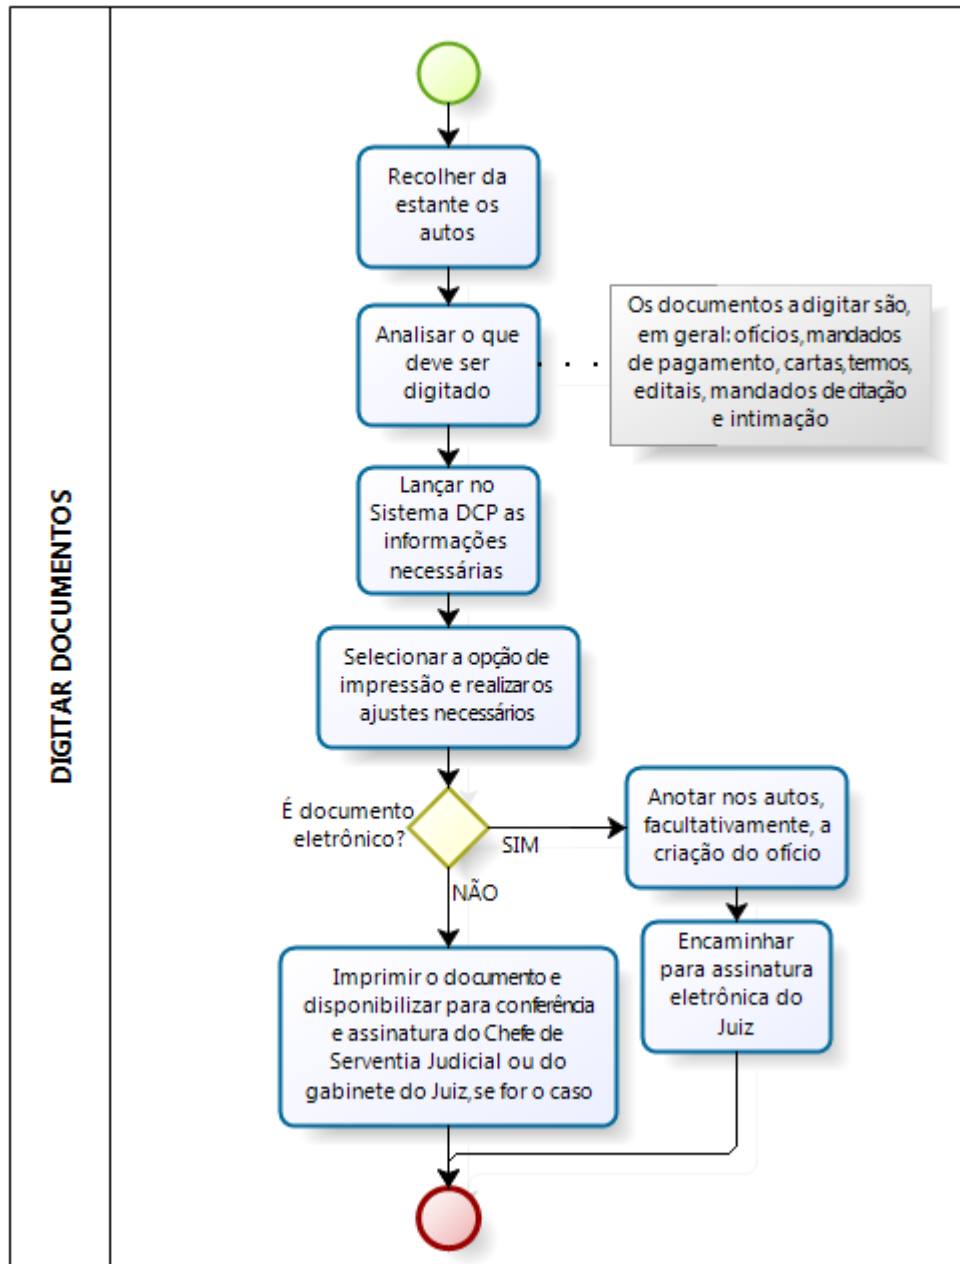 DIGITAR DOCUMENTOS
Recolher da
estante os
autos
Analisar o que
deve ser
digitado
Os documentos a digitar são,
em geral: ofícios, mandados
de pagamento, cartas, termos,
editais, mandados de citação
e intimação
Lançar no
Sistema DCP as
informações
necessárias
Selecionar a opção de
impressão e realizar os
ajustes necessários
É documento
eletrônico?
SIM
NÃO
Anotar nos autos,
facultativamente, a
criação do ofício
Encaminhar
para assinatura
eletrônica do
Juiz
Imprimir o documento e
disponibilizar para conferência
e assinatura do Chefe de
Serventia Judicial ou do
gabinete do Juiz, se for o caso